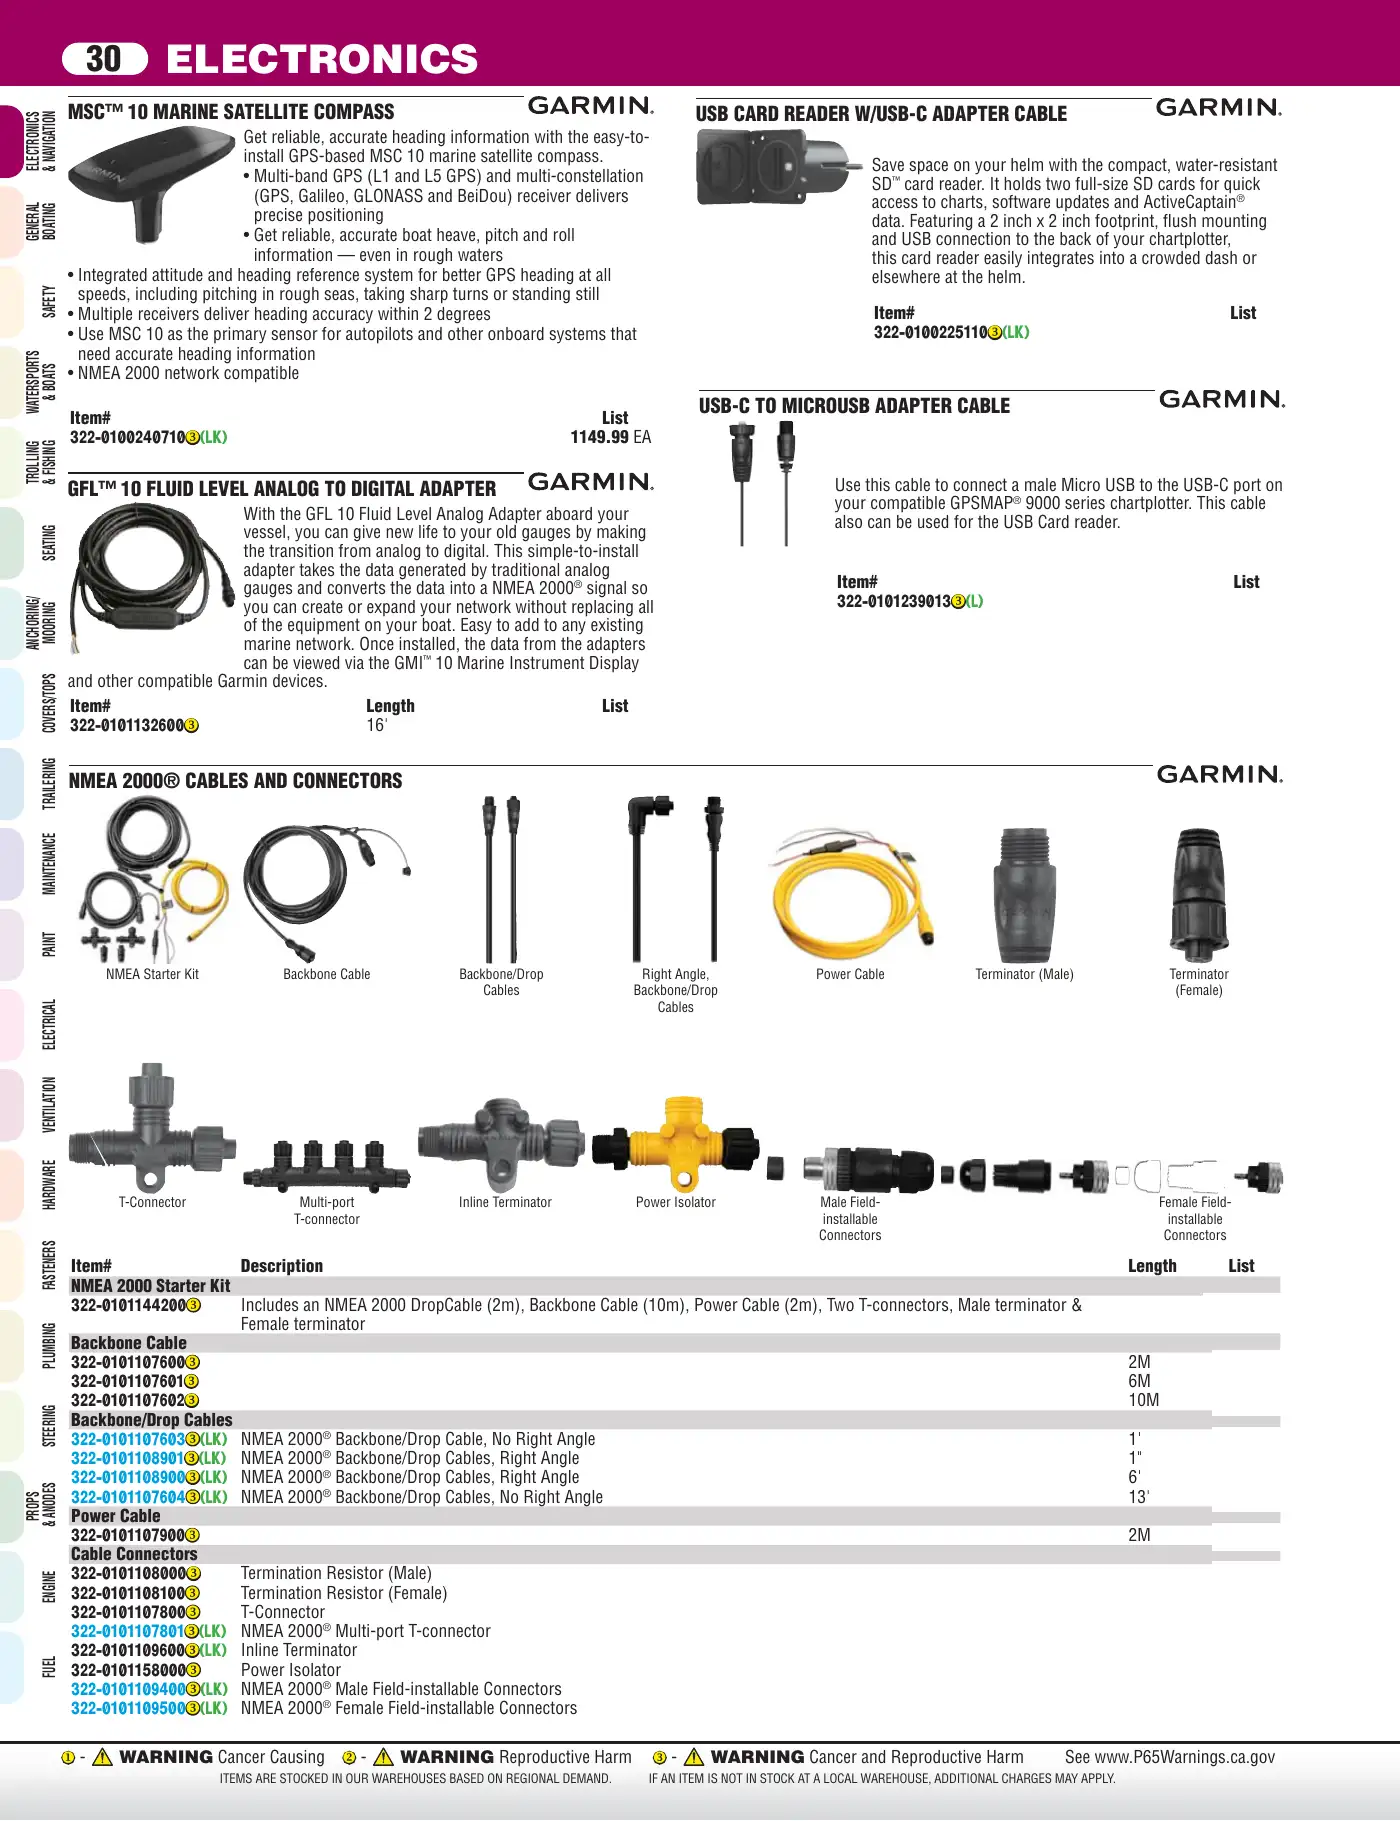 30 ELECTRONICS
ELECTRONICS
& NAVIGATION
GENERAL
BOATING
SAFETY
WATERSPORTS
& BOATS
TROLLING
& FISHING
SEATING
ANCHORING/
MOORING
COVERS/TOPS
TRAILERING
MAINTENANCE
PAINT
ELECTRICAL
VENTILATION
HARDWARE
FASTENERS
PLUMBING
STEERING
PROPS
& ANODES
ENGINE
FUEL
MSC™ 10 MARINE SATELLITE COMPASS
GARMIN.
GARMIN
Get reliable, accurate heading information with the easy-to-
install GPS-based MSC 10 marine satellite compass.
• Multi-band GPS (L1 and L5 GPS) and multi-constellation
(GPS, Galileo, GLONASS and BeiDou) receiver delivers
precise positioning
• Get reliable, accurate boat heave, pitch and roll
information — even in rough waters
• Integrated attitude and heading reference system for better GPS heading at all
speeds, including pitching in rough seas, taking sharp turns or standing still
• Multiple receivers deliver heading accuracy within 2 degrees
• Use MSC 10 as the primary sensor for autopilots and other onboard systems that
need accurate heading information
• NMEA 2000 network compatible
Item# List
322-0100240710③(LK) 1149.99 EA
GFL™ 10 FLUID LEVEL ANALOG TO DIGITAL ADAPTER
GARMIN.
With the GFL 10 Fluid Level Analog Adapter aboard your
vessel, you can give new life to your old gauges by making
the transition from analog to digital. This simple-to-install
adapter takes the data generated by traditional analog
gauges and converts the data into a NMEA 2000® signal so
you can create or expand your network without replacing all
of the equipment on your boat. Easy to add to any existing
marine network. Once installed, the data from the adapters
can be viewed via the GMI™ 10 Marine Instrument Display
and other compatible Garmin devices.
Item# Length List
322-0101132600③ 16'
USB CARD READER W/USB-C ADAPTER CABLE
GARMIN.
Save space on your helm with the compact, water-resistant
SD™ card reader. It holds two full-size SD cards for quick
access to charts, software updates and ActiveCaptain®
data. Featuring a 2 inch x 2 inch footprint, flush mounting
and USB connection to the back of your chartplotter,
this card reader easily integrates into a crowded dash or
elsewhere at the helm.
Item# List
322-0100225110③(LK)
USB-C TO MICROUSB ADAPTER CABLE
GARMIN.
Use this cable to connect a male Micro USB to the USB-C port on
your compatible GPSMAP® 9000 series chartplotter. This cable
also can be used for the USB Card reader.
Item# List
322-0101239013③(L)
NMEA 2000® CABLES AND CONNECTORS
GARMIN.
NMEA Starter Kit
Backbone Cable
Backbone/Drop
Cables
Right Angle,
Backbone/Drop
Cables
Power Cable
Terminator (Male)
Terminator
(Female)
T-Connector
Multi-port
T-connector
Inline Terminator
Power Isolator
Male Field-
installable
Connectors
Female Field-
installable
Connectors
Item# Description Length List
NMEA 2000 Starter Kit
322-0101144200③ Includes an NMEA 2000 DropCable (2m), Backbone Cable (10m), Power Cable (2m), Two T-connectors, Male terminator &
Female terminator
Backbone Cable
322-0101107600③ 2M
322-0101107601③ 6M
322-0101107602③ 10M
Backbone/Drop Cables
322-0101107603③(LK) NMEA 2000® Backbone/Drop Cable, No Right Angle 1'
322-0101108901③(LK) NMEA 2000® Backbone/Drop Cables, Right Angle 1"
322-0101108900③(LK) NMEA 2000® Backbone/Drop Cables, Right Angle 6'
322-0101107604③(LK) NMEA 2000® Backbone/Drop Cables, No Right Angle 13'
Power Cable
322-0101107900③ 2M
Cable Connectors
322-0101108000③ Termination Resistor (Male)
322-0101108100③ Termination Resistor (Female)
322-0101107800③ T-Connector
322-0101107801③(LK) NMEA 2000® Multi-port T-connector
322-0101109600③(LK) Inline Terminator
322-0101158000③ Power Isolator
322-0101109400③(LK) NMEA 2000® Male Field-installable Connectors
322-0101109500③(LK) NMEA 2000® Female Field-installable Connectors
① - ⚠ WARNING Cancer Causing ② - ⚠ WARNING Reproductive Harm ③ - ⚠ WARNING Cancer and Reproductive Harm See www.P65Warnings.ca.gov
ITEMS ARE STOCKED IN OUR WAREHOUSES BASED ON REGIONAL DEMAND. IF AN ITEM IS NOT IN STOCK AT A LOCAL WAREHOUSE, ADDITIONAL CHARGES MAY APPLY.